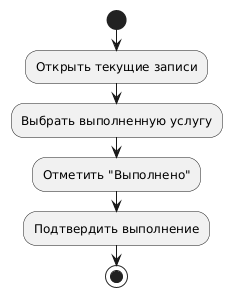 Открыть текущие записи
Выбрать выполненную услугу
Отметить "Выполнено"
Подтвердить выполнение